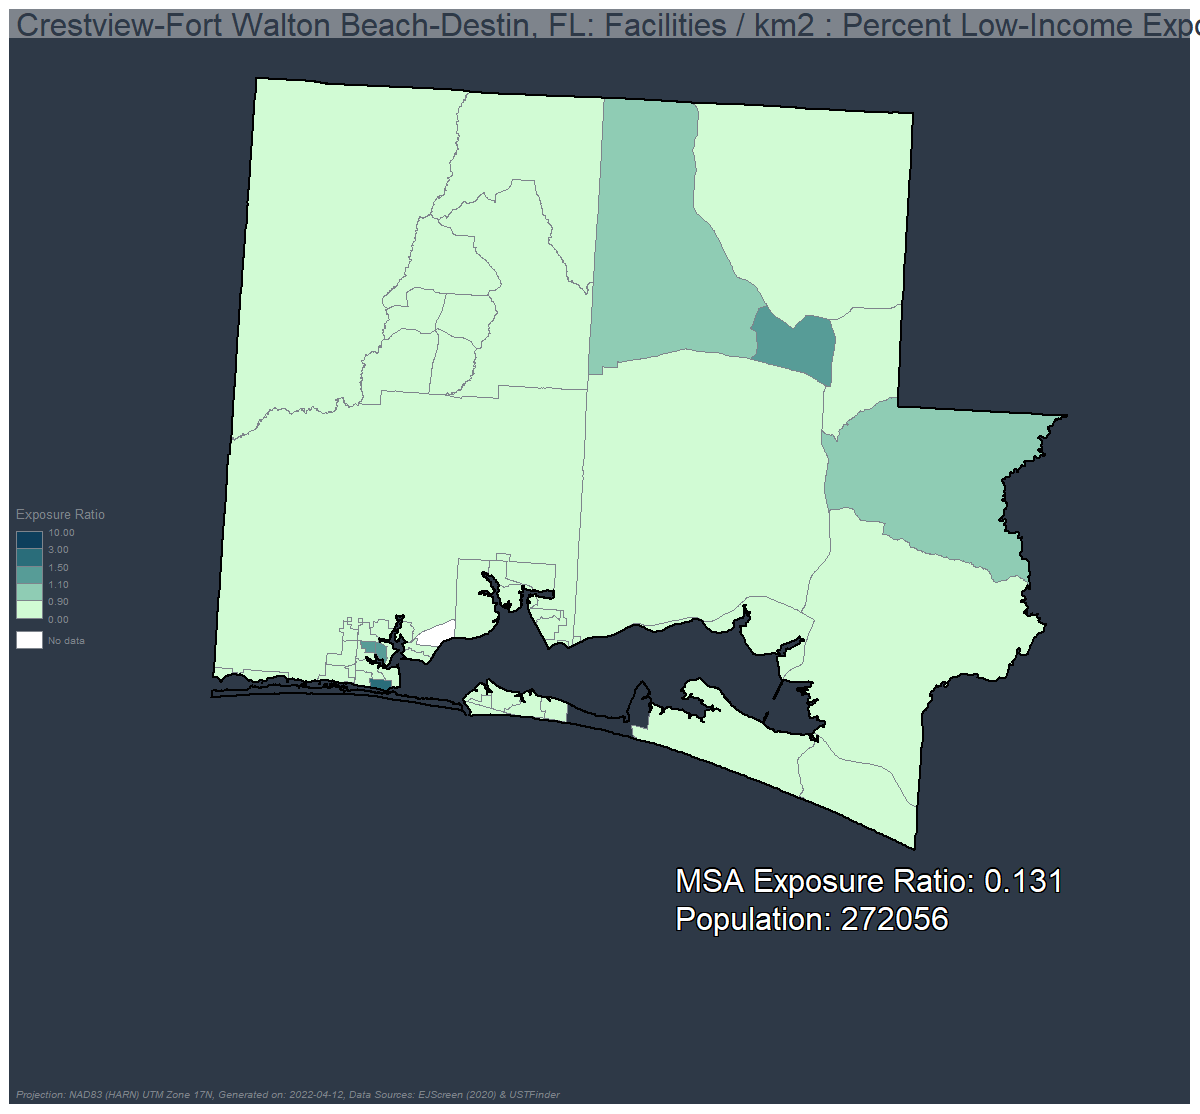 Crestview-Fort Walton Beach-Destin, FL: Facilities / km2 : Percent Low-Income Expo
Exposure Ratio
10.00
3.00
1.50
1.10
0.90
0.00
No data
MSA Exposure Ratio: 0.131
Population: 272056
Projection: NAD83 (HARN) UTM Zone 17N, Generated on: 2022-04-12, Data Sources: EJScreen (2020) & USTFinder